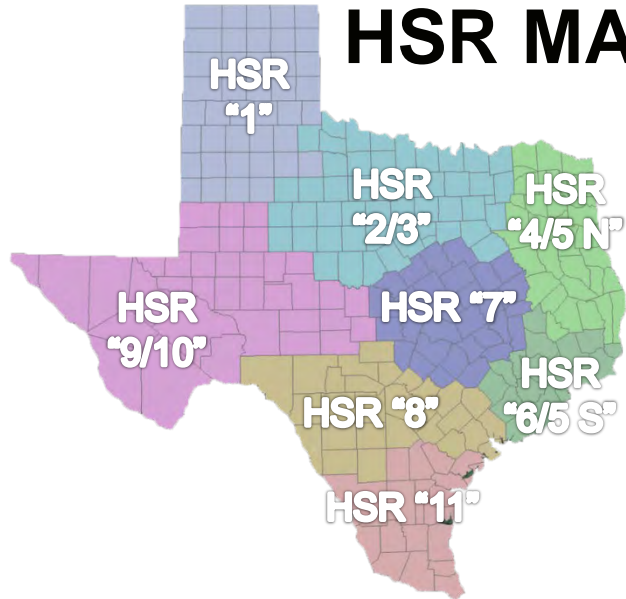 HSR MA
HSR
“1”
HSR
“2/3”
HSR
“4/5 N”
HSR “7”
HSR
“9/10”
HSR
“6/5 S”
HSR “8”
HSR “11”